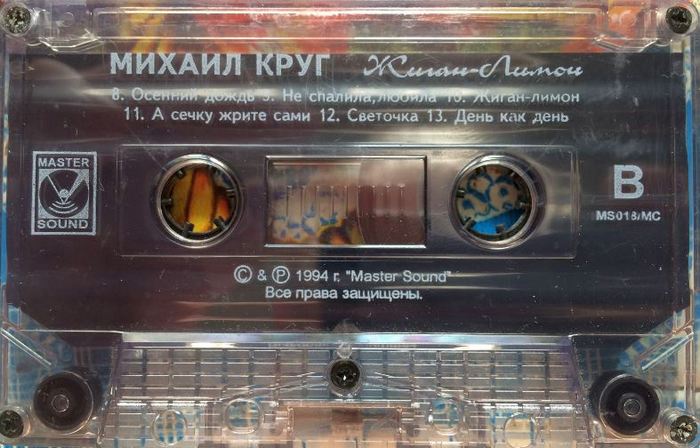 МИХАИЛ КРУГ Жиган-Лимон
8. Осенний дождь 9. Не спалила, любила 10. Жиган-лимон
11. А сечку жрите сами 12. Светочка 13. День как день
MASTER
SOUND
B
MS018/MC
© & ℗ 1994 г. "Master Sound"
Все права защищены.